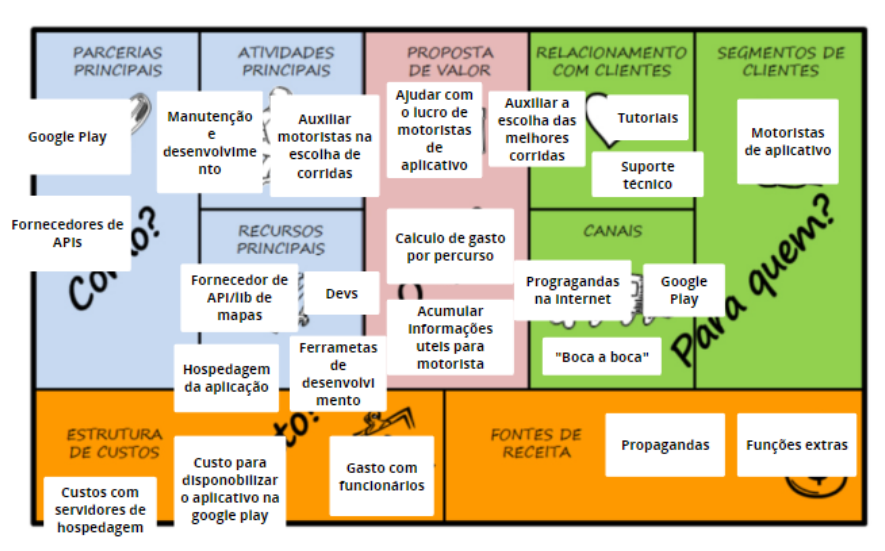 PARCERIAS
PRINCIPAIS
Google Play
Fornecedores de
APIs
Como?
ATIVIDADES
PRINCIPAIS
Manutenção
e
desenvolvime
nto
Auxiliar
motoristas na
escolha de
corridas
RECURSOS
PRINCIPAIS
Fornecedor de
API/lib de
mapas
Devs
Hospedagem
da aplicação
Ferrametas
de
desenvolvi
mento
PROPOSTA
DE VALOR
Ajudar com
o lucro de
motoristas
de
aplicativo
Auxiliar a
escolha das
melhores
corridas
Calculo de gasto
por percurso
Acumular
informações
uteis para
motorista
RELACIONAMENTO
COM CLIENTES
Tutoriais
Suporte
técnico
CANAIS
Progragandas
na internet
Google
Play
"Boca a boca"
SEGMENTOS DE
CLIENTES
Motoristas
de aplicativo
Para quem?
ESTRUTURA
DE CUSTOS
Custos com
servidores de
hospedagem
Custo para
disponobilizar
o aplicativo na
google play
Gasto com
funcionários
FONTES DE
RECEITA
Propagandas
Funções extras